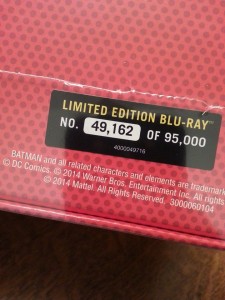 LIMITED EDITION BLU-RAY™
NO. 49,162 OF 95,000
4000049716
BATMAN and all related characters and elements are trademark
© DC Comics. © 2014 Warner Bros. Entertainment Inc. All rights
© 2014 Mattel. All Rights Reserved. 3000060104